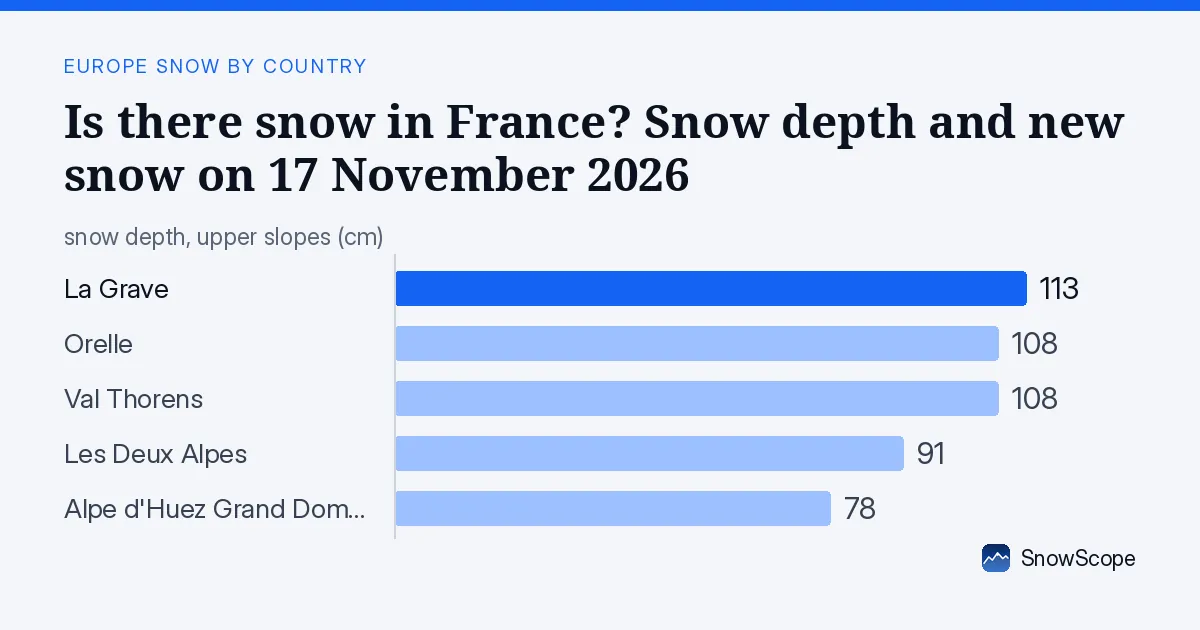 EUROPE SNOW BY COUNTRY
Is there snow in France? Snow depth and new
snow on 17 November 2026
snow depth, upper slopes (cm)
La Grave 113
Orelle 108
Val Thorens 108
Les Deux Alpes 91
Alpe d'Huez Grand Dom... 78
SnowScope